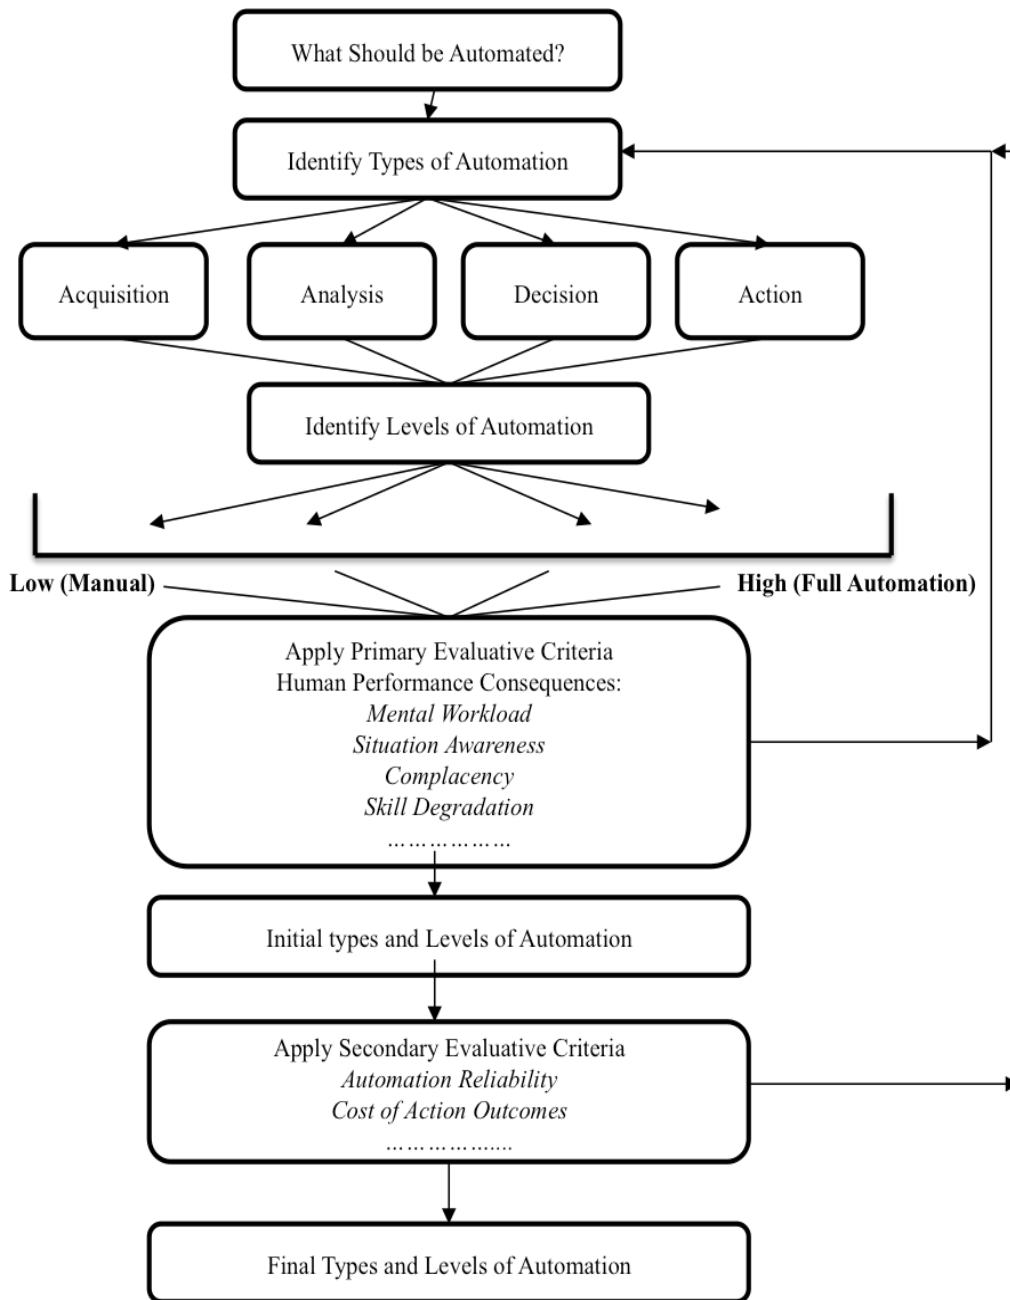 What Should be Automated?
Identify Types of Automation
Acquisition
Analysis
Decision
Action
Identify Levels of Automation
Low (Manual)
High (Full Automation)
Apply Primary Evaluative Criteria
Human Performance Consequences:
Mental Workload
Situation Awareness
Complacency
Skill Degradation
………………
Initial types and Levels of Automation
Apply Secondary Evaluative Criteria
Automation Reliability
Cost of Action Outcomes
……………....
Final Types and Levels of Automation